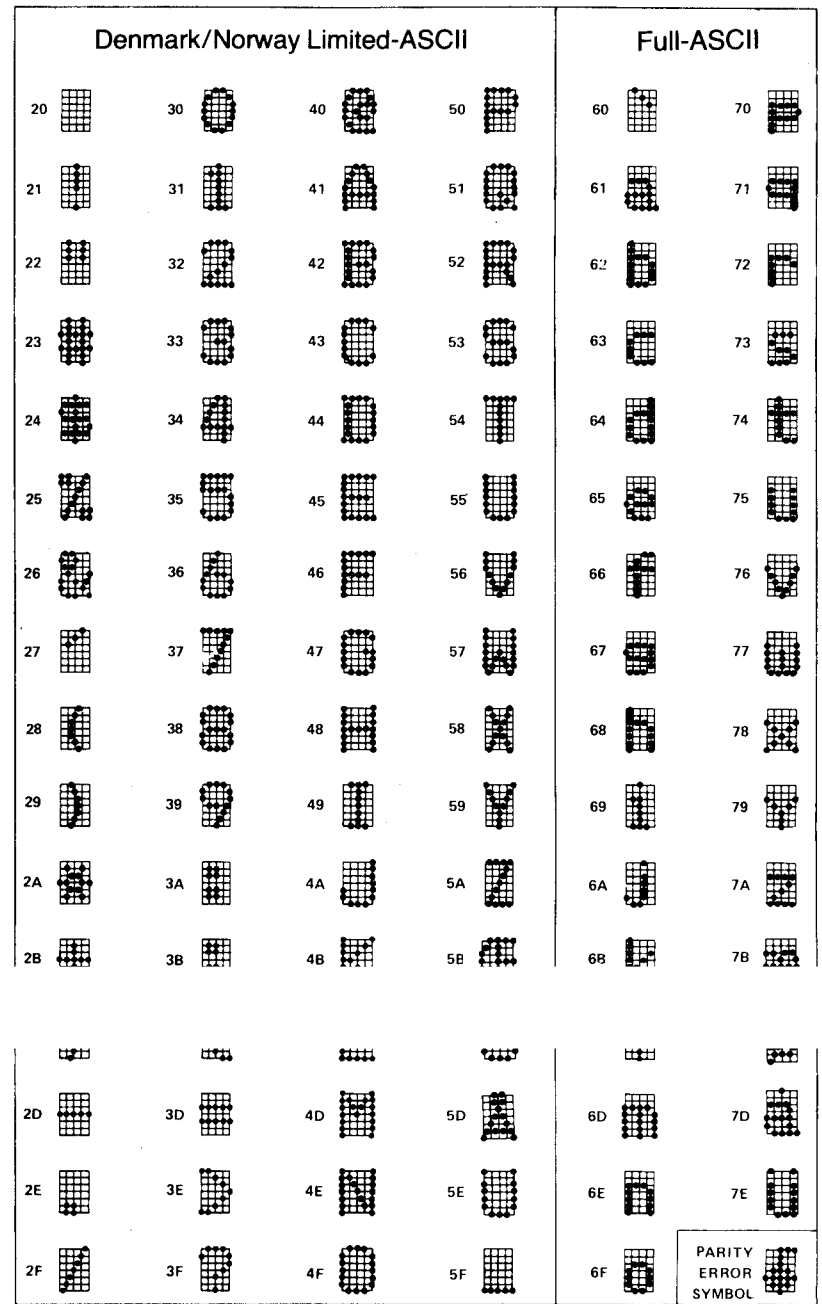 Denmark/Norway Limited-ASCII Full-ASCII
20 30 40 50 60 70
21 31 41 51 61 71
22 32 42 52 62 72
23 33 43 53 63 73
24 34 44 54 64 74
25 35 45 55 65 75
26 36 46 56 66 76
27 37 47 57 67 77
28 38 48 58 68 78
29 39 49 59 69 79
2A 3A 4A 5A 6A 7A
2B 3B 4B 5B 6B 7B
2D 3D 4D 5D 6D 7D
2E 3E 4E 5E 6E 7E
2F 3F 4F 5F 6F
PARITY
ERROR
SYMBOL